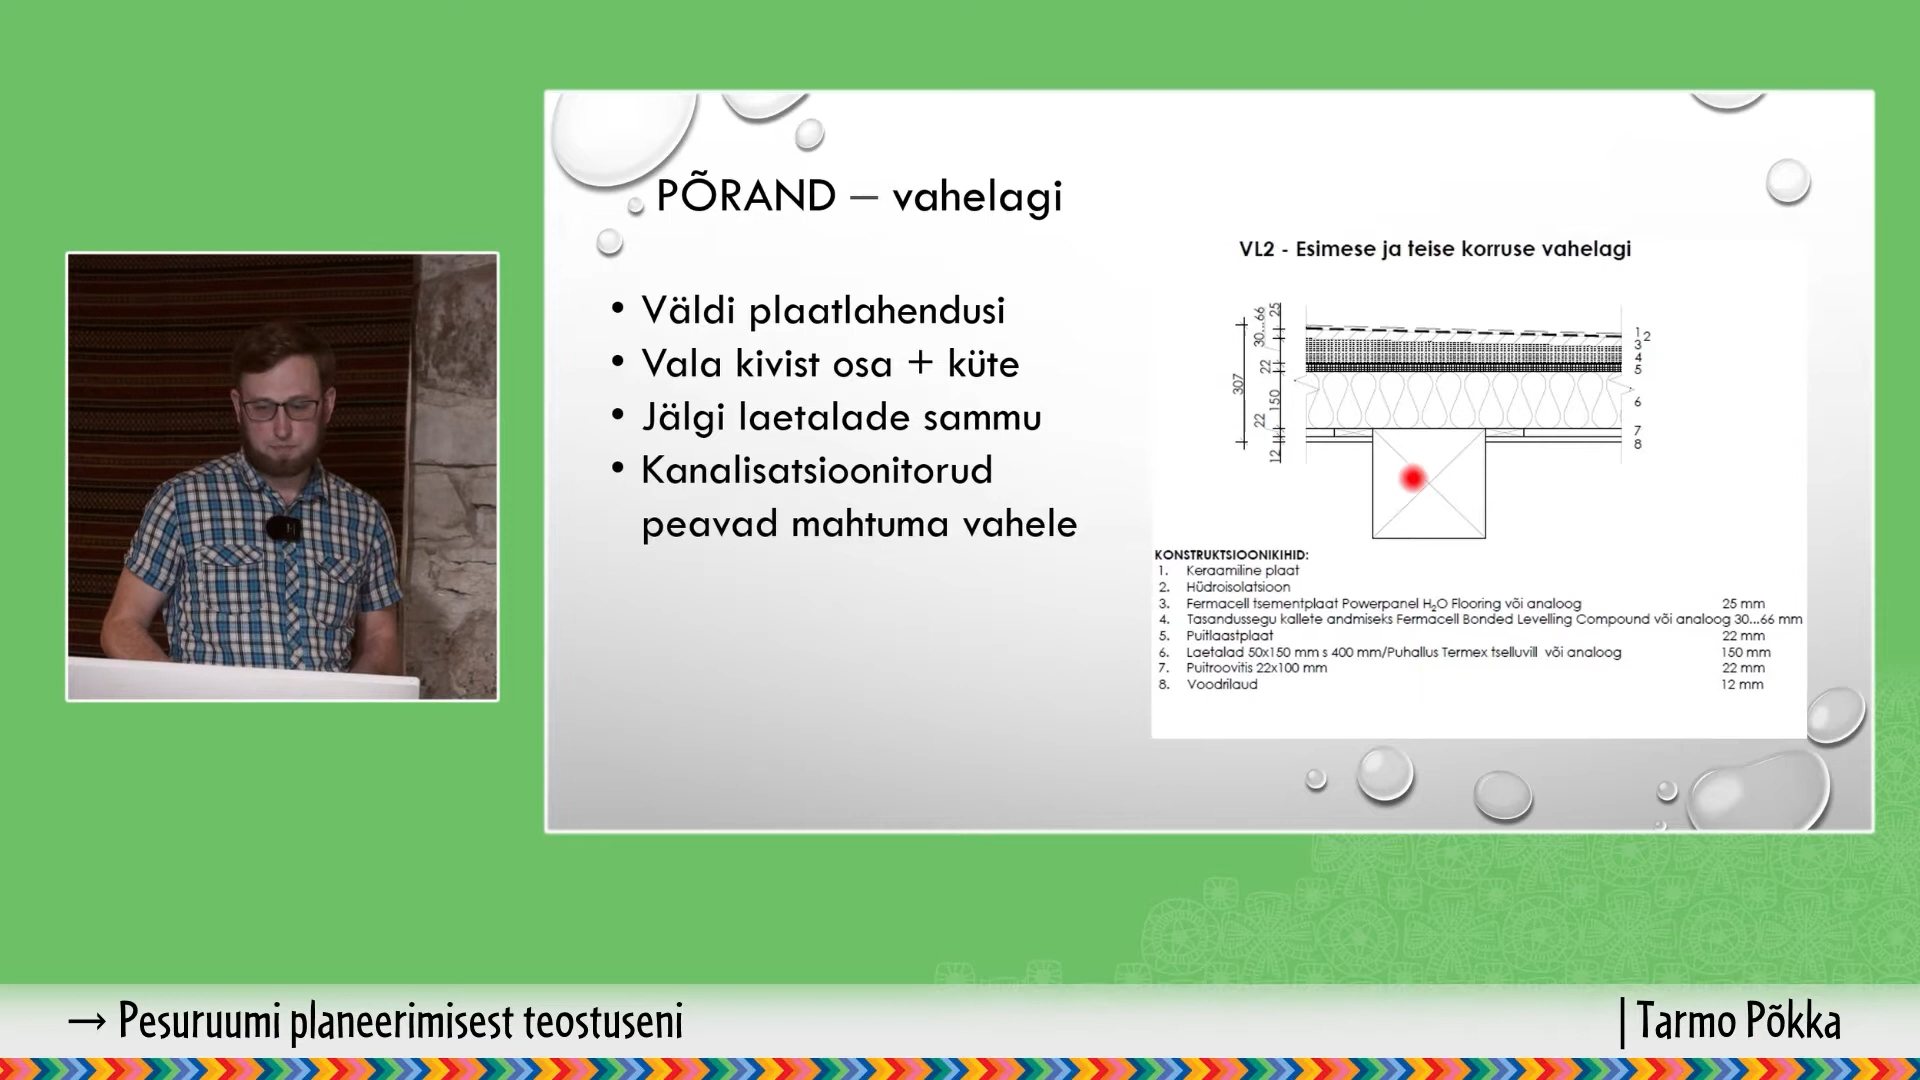 PÕRAND – vahelagi
• Väldi plaatlahendusi
• Vala kivist osa + küte
• Jälgi laetalade sammu
• Kanalisatsioonitorud
peavad mahtuma vahele
VL2 - Esimese ja teise korruse vahelagi
25
30...66
22
307
150
22
12
1
2
3
4
5
6
7
8
KONSTRUKTSIOONIKIHID:
1. Keraamiline plaat
2. Hüdroisolatsioon
3. Fermacell tsementplaat Powerpanel H₂O Flooring või analoog 25 mm
4. Tasandussegu kallete andmiseks Fermacell Bonded Levelling Compound või analoog 30...66 mm
5. Puitlaastplaat 22 mm
6. Laetalad 50x150 mm s 400 mm/Puhallus Termex tselluvill või analoog 150 mm
7. Puitroovitis 22x100 mm 22 mm
8. Voodrilaud 12 mm
→ Pesuruumi planeerimisest teostuseni
| Tarmo Põkka